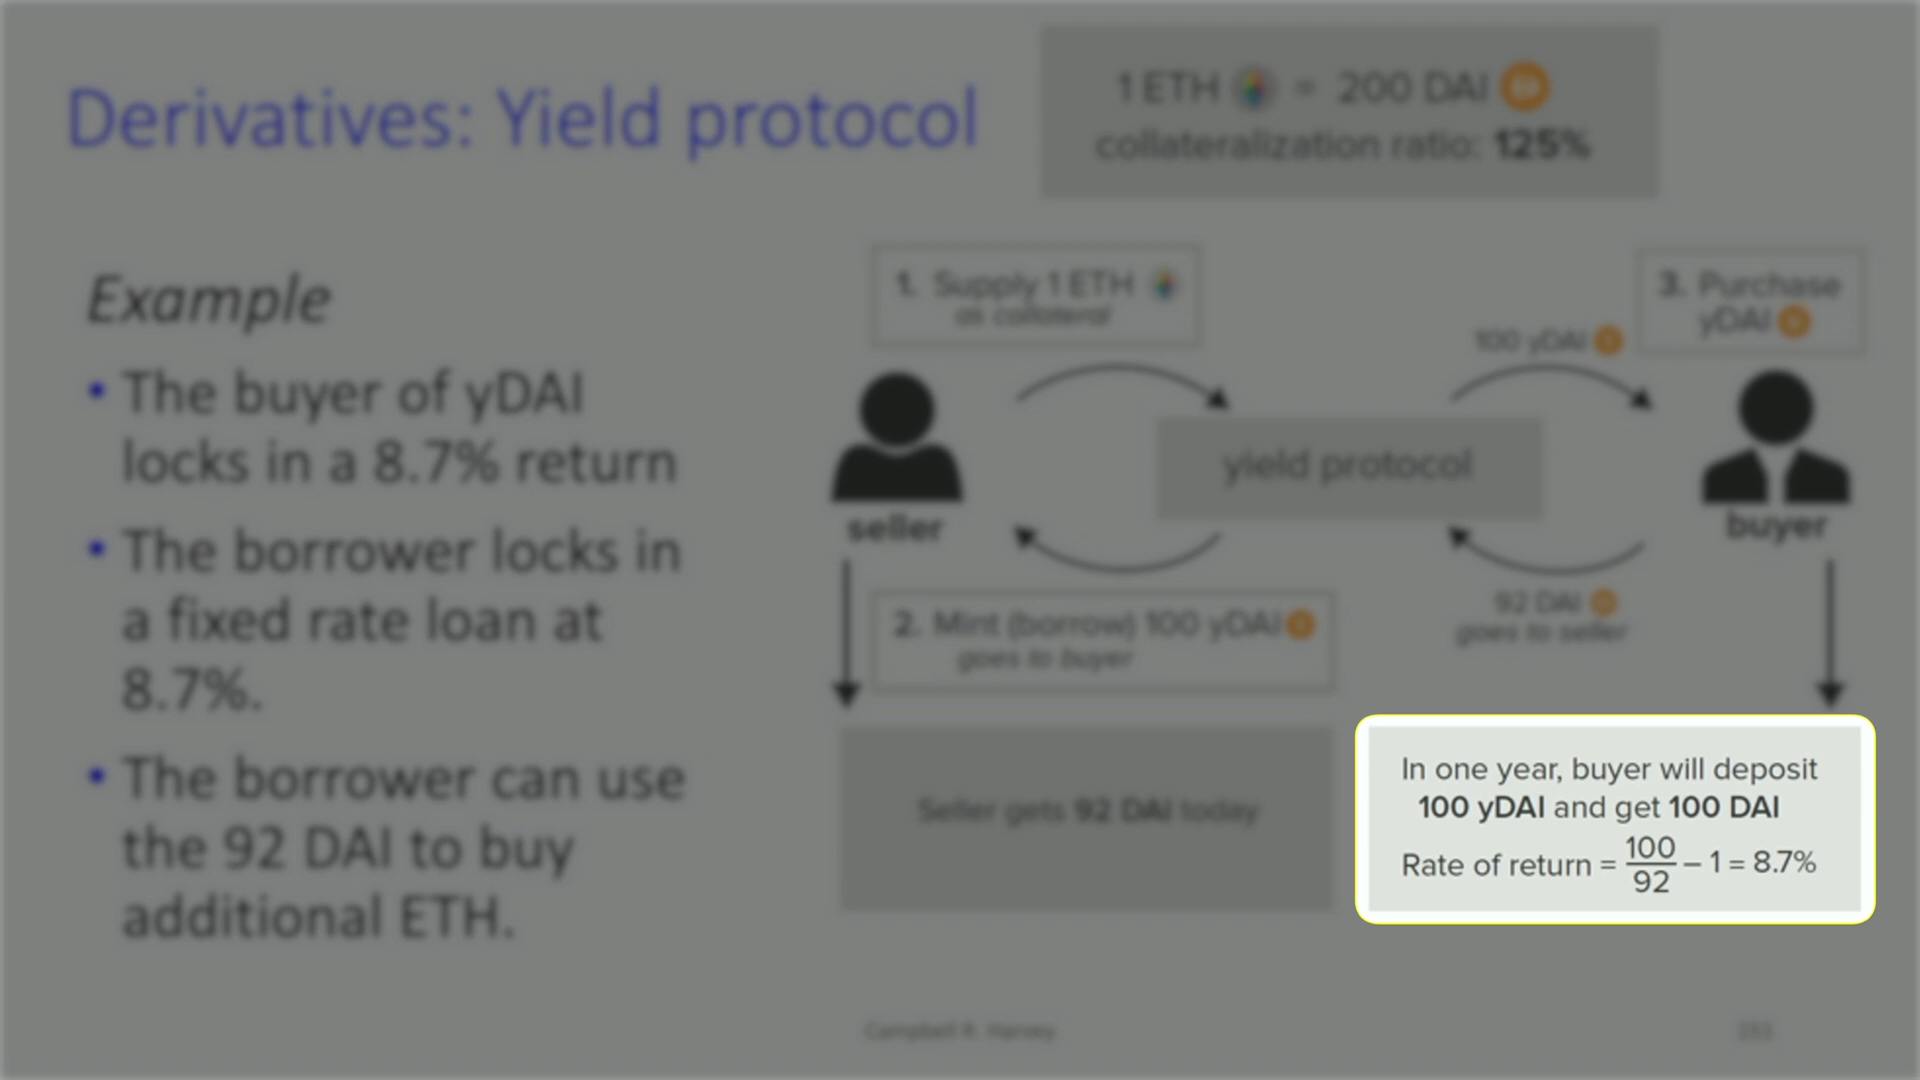 Derivatives: Yield protocol
1 ETH = 200 DAI
collateralization ratio: 125%
Example
• The buyer of yDAI
locks in a 8.7% return
• The borrower locks in
a fixed rate loan at
8.7%.
• The borrower can use
the 92 DAI to buy
additional ETH.
1. Supply 1 ETH
as collateral
3. Purchase
yDAI
100 yDAI
yield protocol
seller
buyer
2. Mint (borrow) 100 yDAI
goes to buyer
92 DAI
goes to seller
Seller gets 92 DAI today
In one year, buyer will deposit
100 yDAI and get 100 DAI
Rate of return = 100/92 – 1 = 8.7%
Campbell R. Harvey